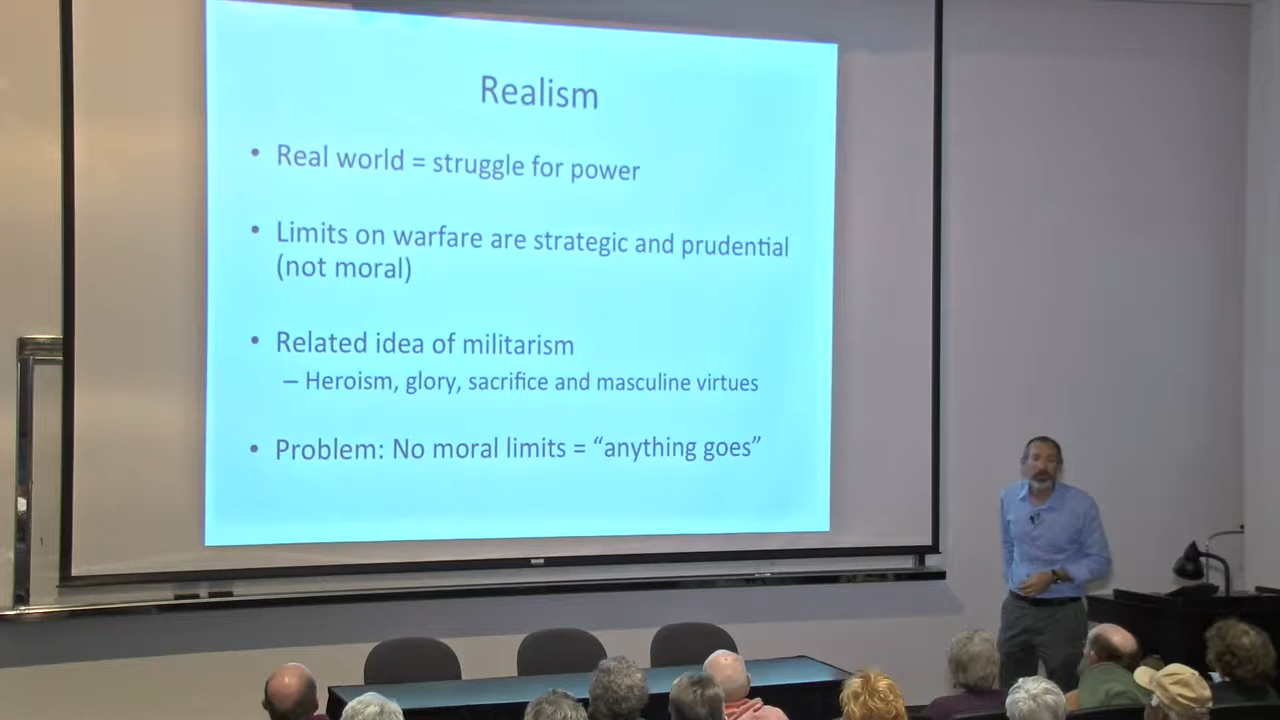 Realism
• Real world = struggle for power
• Limits on warfare are strategic and prudential
(not moral)
• Related idea of militarism
– Heroism, glory, sacrifice and masculine virtues
• Problem: No moral limits = “anything goes”